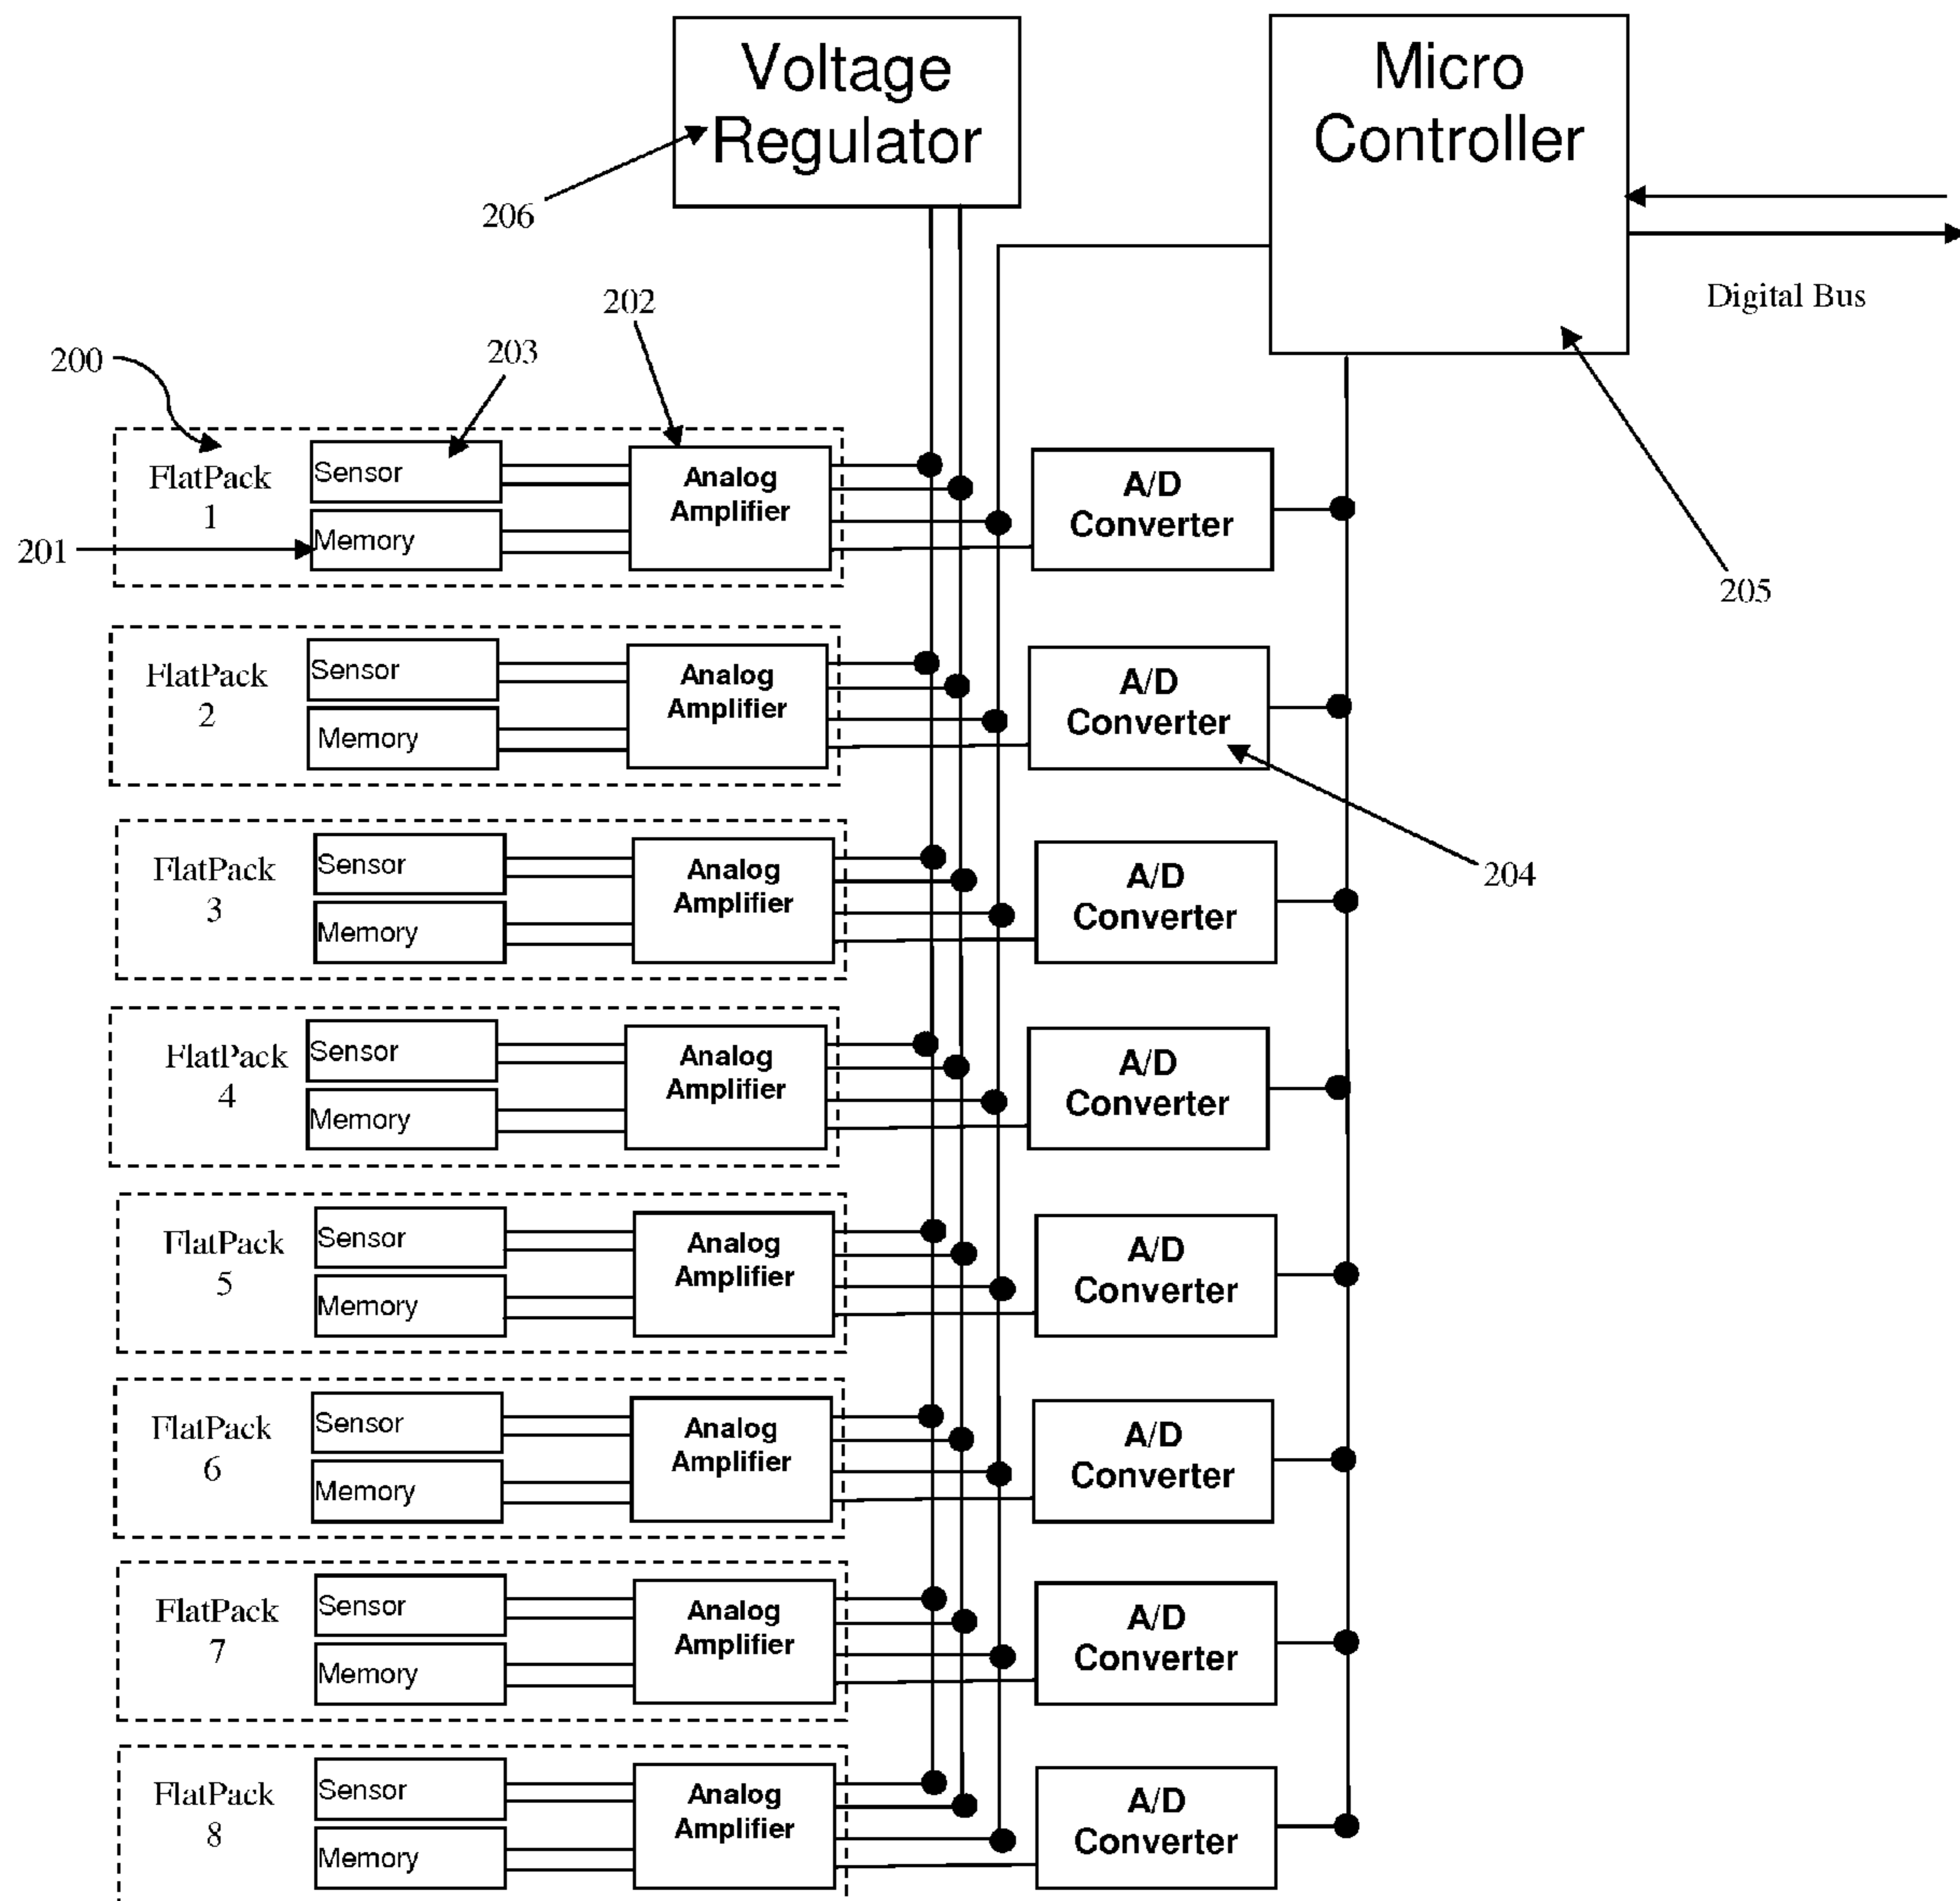 Voltage
Regulator
Micro
Controller
206
Digital Bus
202
203
200
FlatPack
1
Sensor
Memory
Analog
Amplifier
A/D
Converter
201
205
FlatPack
2
Sensor
Memory
Analog
Amplifier
A/D
Converter
204
FlatPack
3
Sensor
Memory
Analog
Amplifier
A/D
Converter
FlatPack
4
Sensor
Memory
Analog
Amplifier
A/D
Converter
FlatPack
5
Sensor
Memory
Analog
Amplifier
A/D
Converter
FlatPack
6
Sensor
Memory
Analog
Amplifier
A/D
Converter
FlatPack
7
Sensor
Memory
Analog
Amplifier
A/D
Converter
FlatPack
8
Sensor
Memory
Analog
Amplifier
A/D
Converter